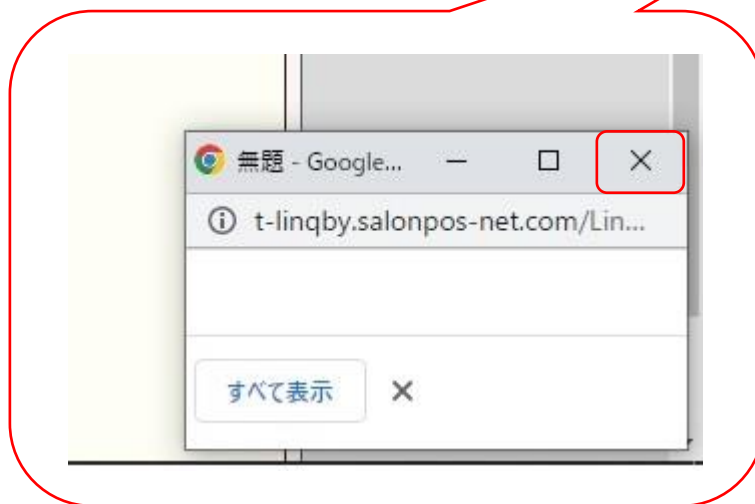 無題 - Google...
t-linqby.salonpos-net.com/Lin...
すべて表示